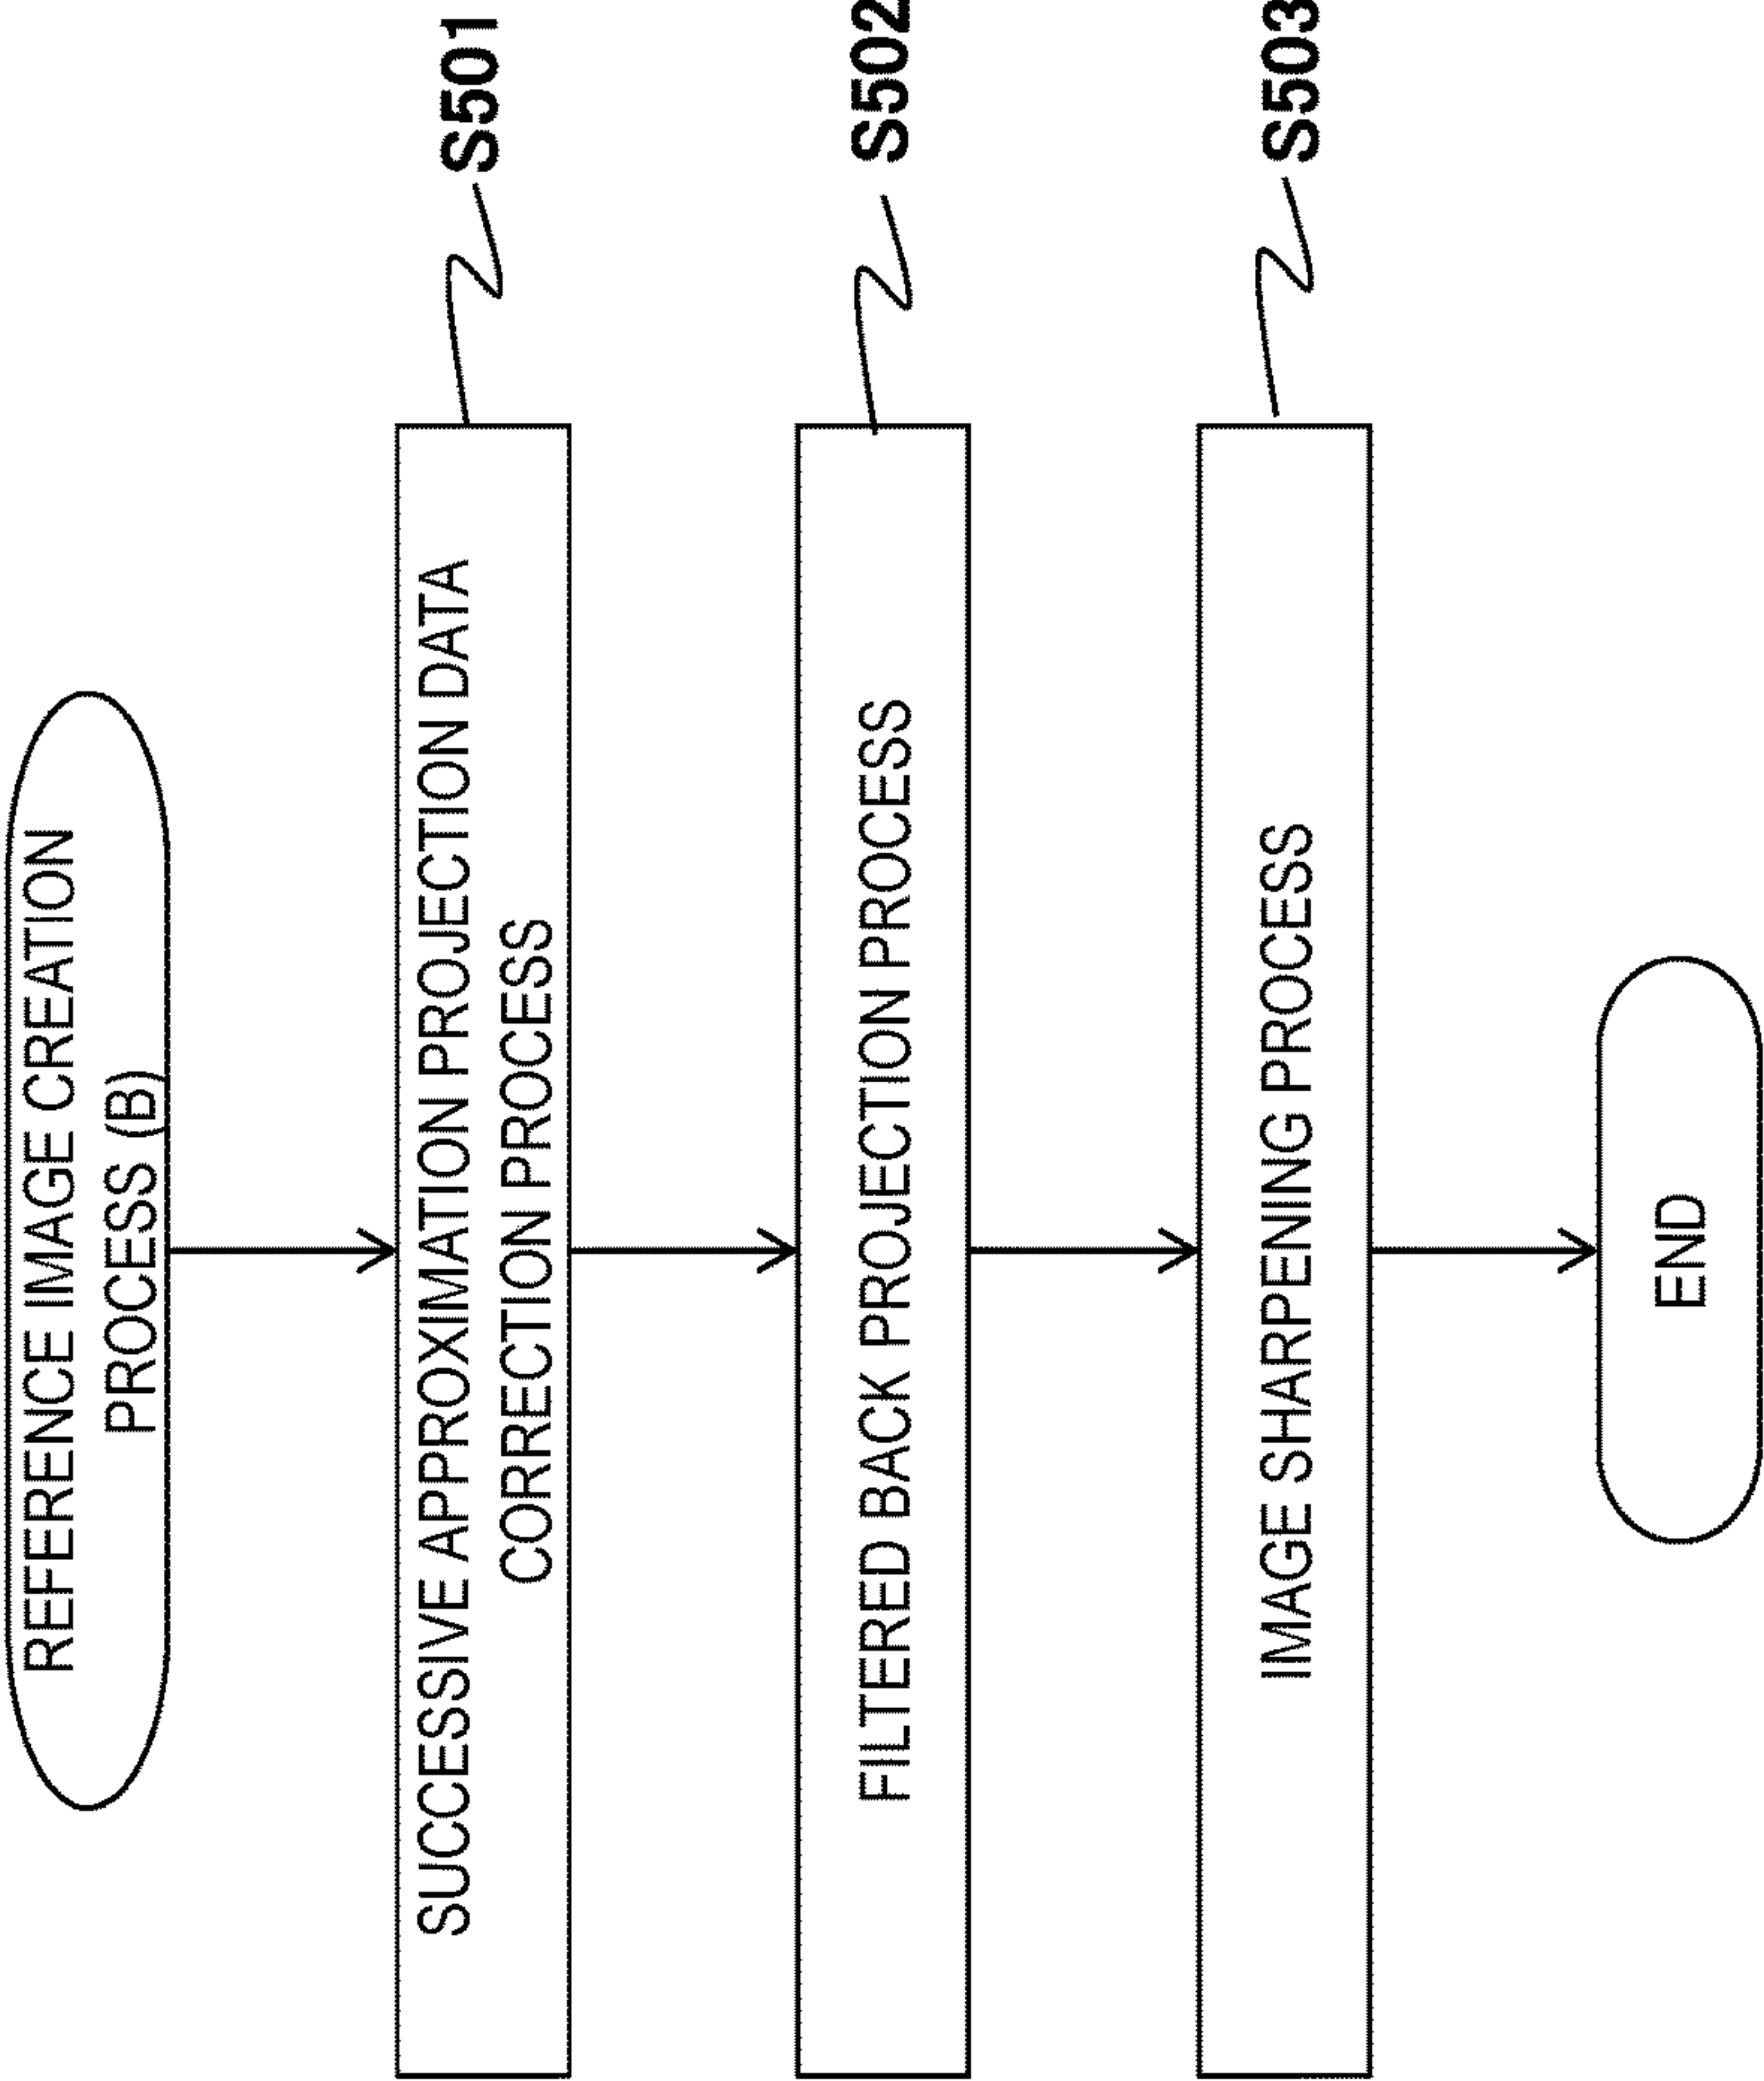 REFERENCE IMAGE CREATION
PROCESS (B)
SUCCESSIVE APPROXIMATION PROJECTION DATA
CORRECTION PROCESS
S501
FILTERED BACK PROJECTION PROCESS
S502
IMAGE SHARPENING PROCESS
S503
END